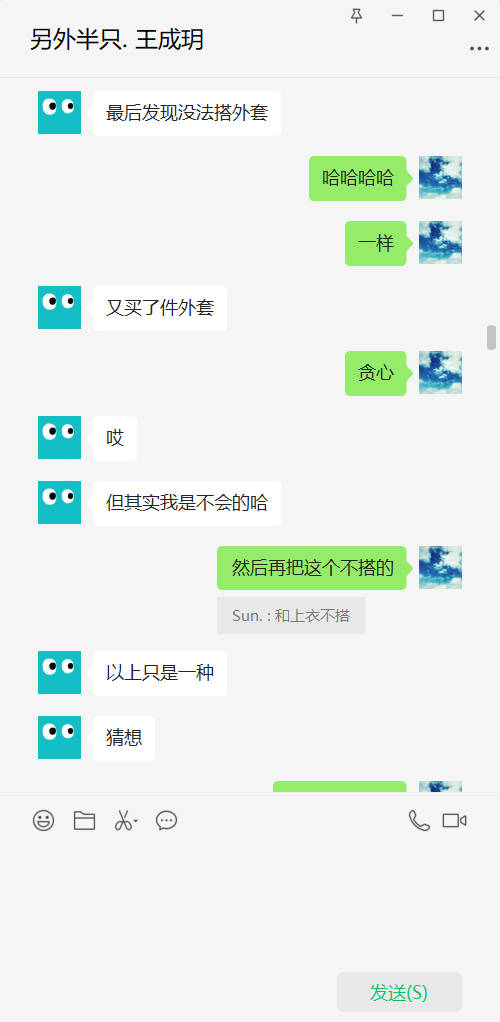 另外半只. 王成玥
最后发现没法搭外套
哈哈哈哈
一样
又买了件外套
贪心
哎
但其实我是不会的哈
然后再把这个不搭的
Sun. : 和上衣不搭
以上只是一种
猜想
发送(S)